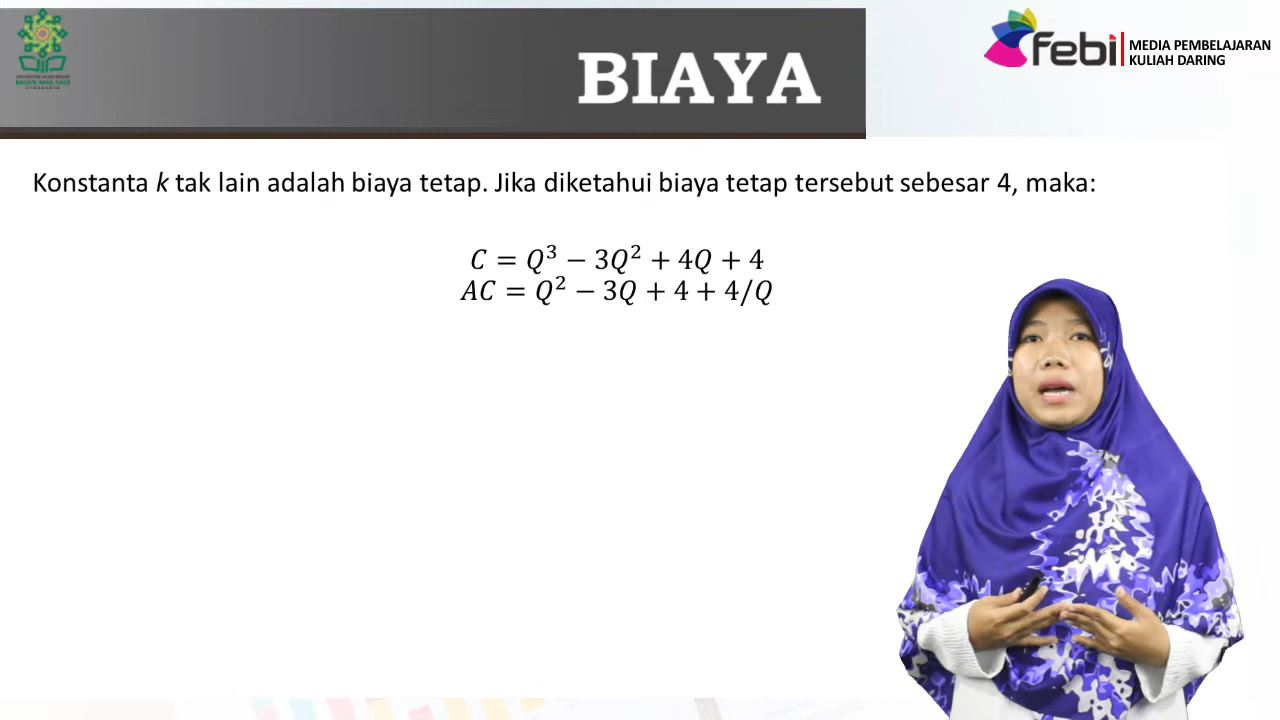 BIAYA
febi
MEDIA PEMBELAJARAN
KULIAH DARING
Konstanta k tak lain adalah biaya tetap. Jika diketahui biaya tetap tersebut sebesar 4, maka:
C = Q³ − 3Q² + 4Q + 4
AC = Q² − 3Q + 4 + 4/Q